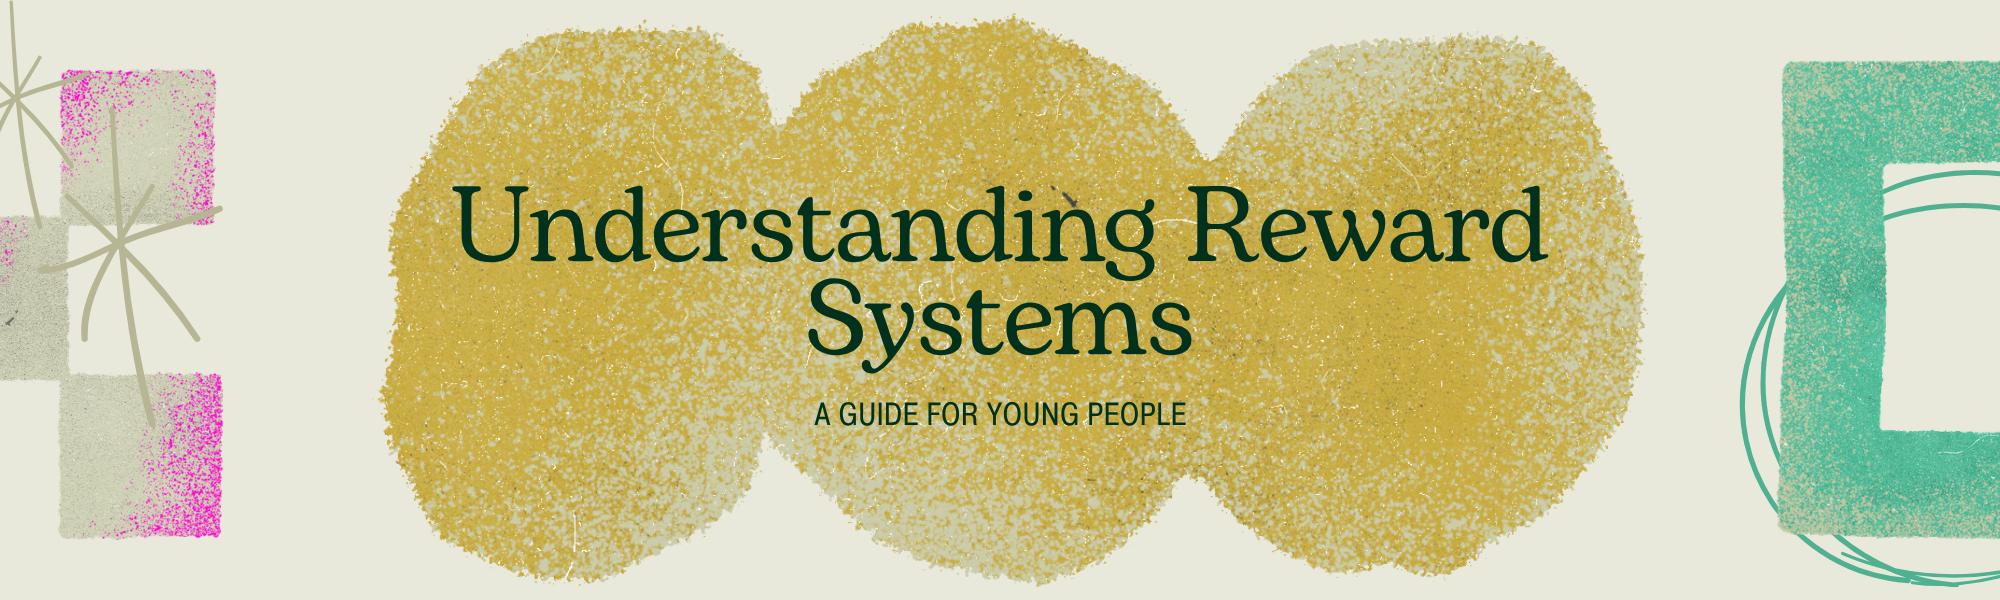 Understanding Reward
Systems
A GUIDE FOR YOUNG PEOPLE